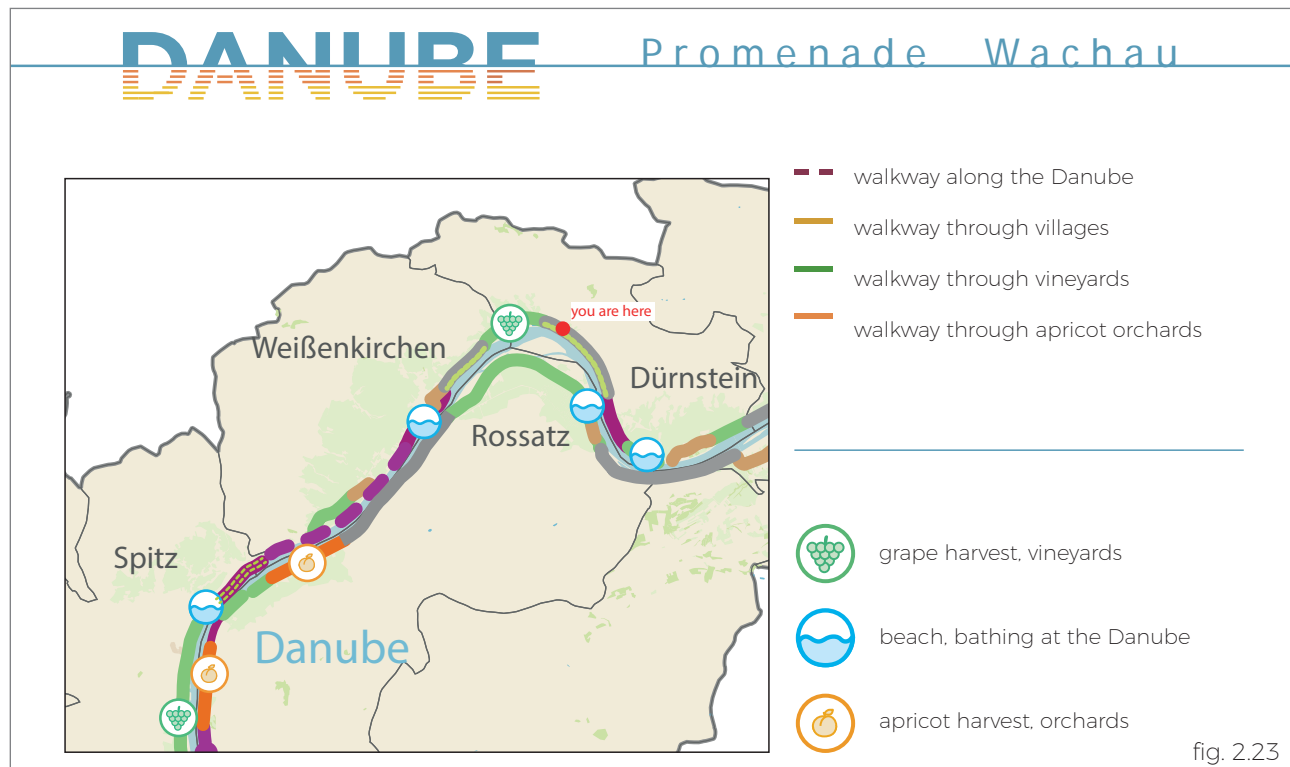 DANUBE
Promenade Wachau
walkway along the Danube
walkway through villages
walkway through vineyards
walkway through apricot orchards
you are here
Weißenkirchen
Dürnstein
Rossatz
Spitz
Danube
grape harvest, vineyards
beach, bathing at the Danube
apricot harvest, orchards
fig. 2.23